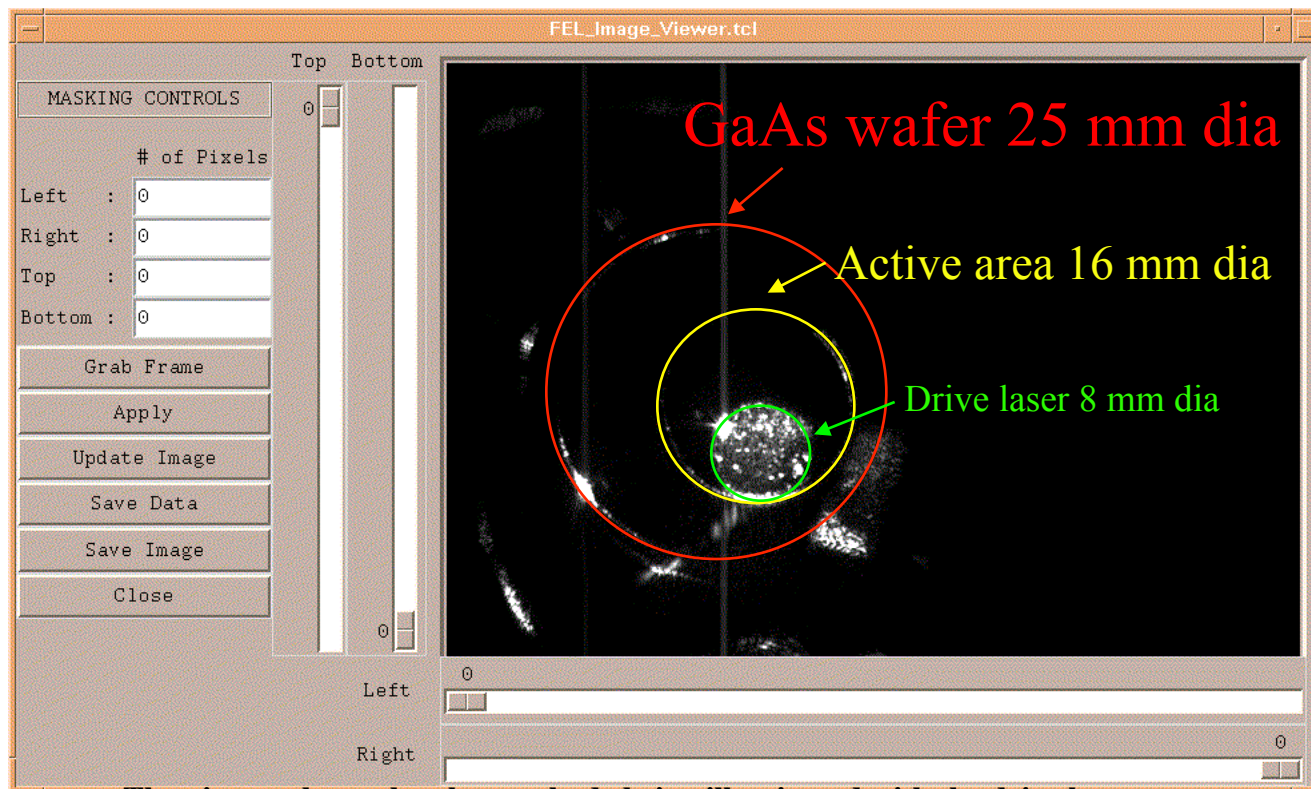 FEL_Image_Viewer.tcl
Top Bottom
MASKING CONTROLS
0
# of Pixels
Left : 0
Right : 0
Top : 0
Bottom : 0
Grab Frame
Apply
Update Image
Save Data
Save Image
Close
0
GaAs wafer 25 mm dia
Active area 16 mm dia
Drive laser 8 mm dia
0
Left
0
Right